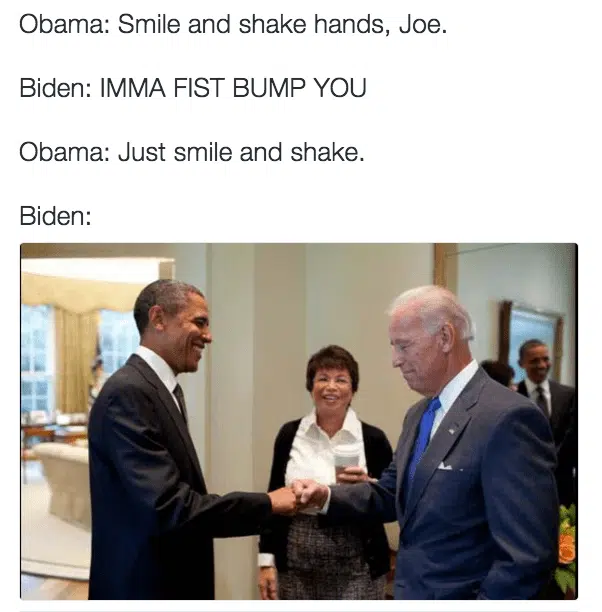 Obama: Smile and shake hands, Joe.
Biden: IMMA FIST BUMP YOU
Obama: Just smile and shake.
Biden: